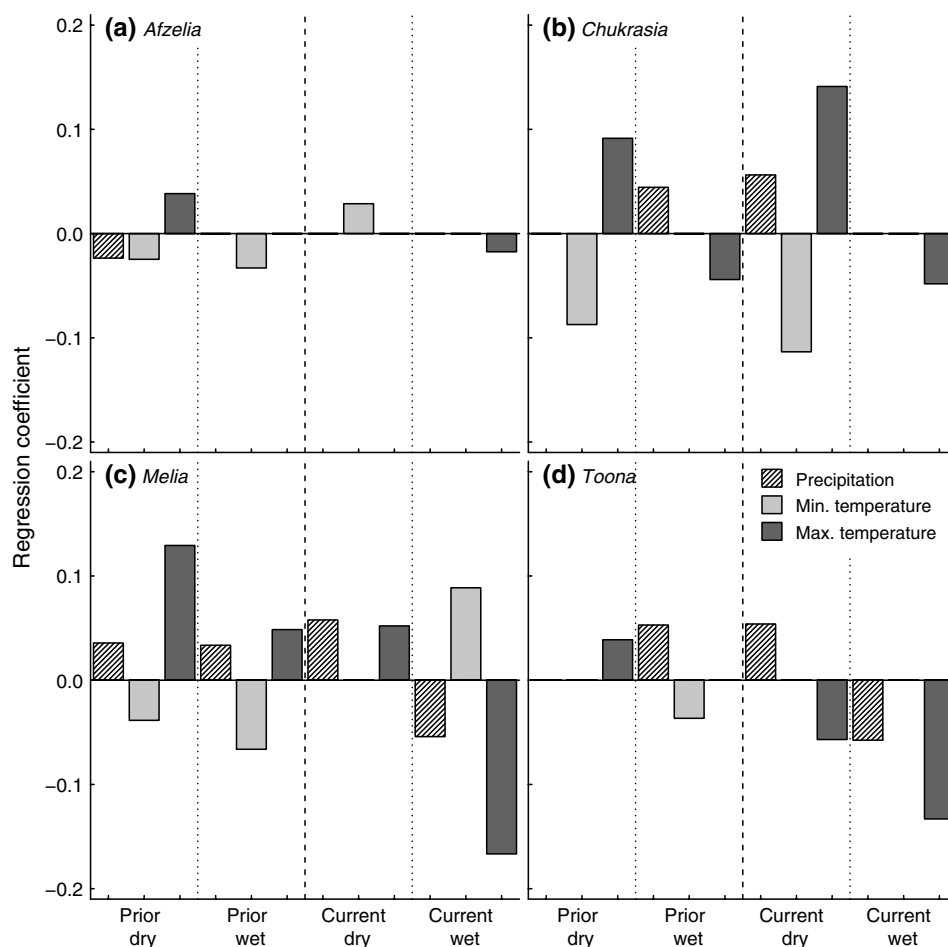 0.2
0.1
0.0
−0.1
−0.2
(a) Afzelia
(b) Chukrasia
Regression coefficient
0.2
0.1
0.0
−0.1
−0.2
(c) Melia
(d) Toona
Precipitation
Min. temperature
Max. temperature
Prior dry
Prior wet
Current dry
Current wet
Prior dry
Prior wet
Current dry
Current wet